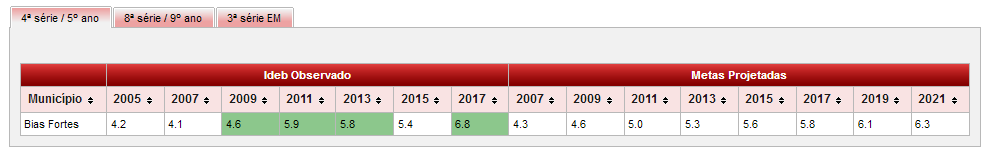 4ª série / 5º ano 8ª série / 9º ano 3ª série EM
Ideb Observado Metas Projetadas
Município 2005 2007 2009 2011 2013 2015 2017 2007 2009 2011 2013 2015 2017 2019 2021
Bias Fortes 4.2 4.1 4.6 5.9 5.8 5.4 6.8 4.3 4.6 5.0 5.3 5.6 5.8 6.1 6.3